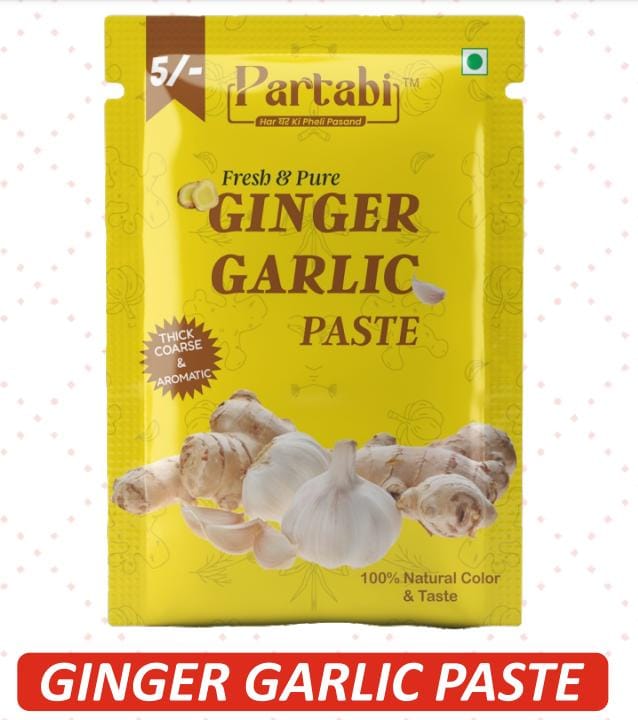 5/-
Partabi™
Har घर Ki Pheli Pasand
Fresh & Pure
GINGER
GARLIC
PASTE
THICK
COARSE
&
AROMATIC
100% Natural Color
& Taste
GINGER GARLIC PASTE